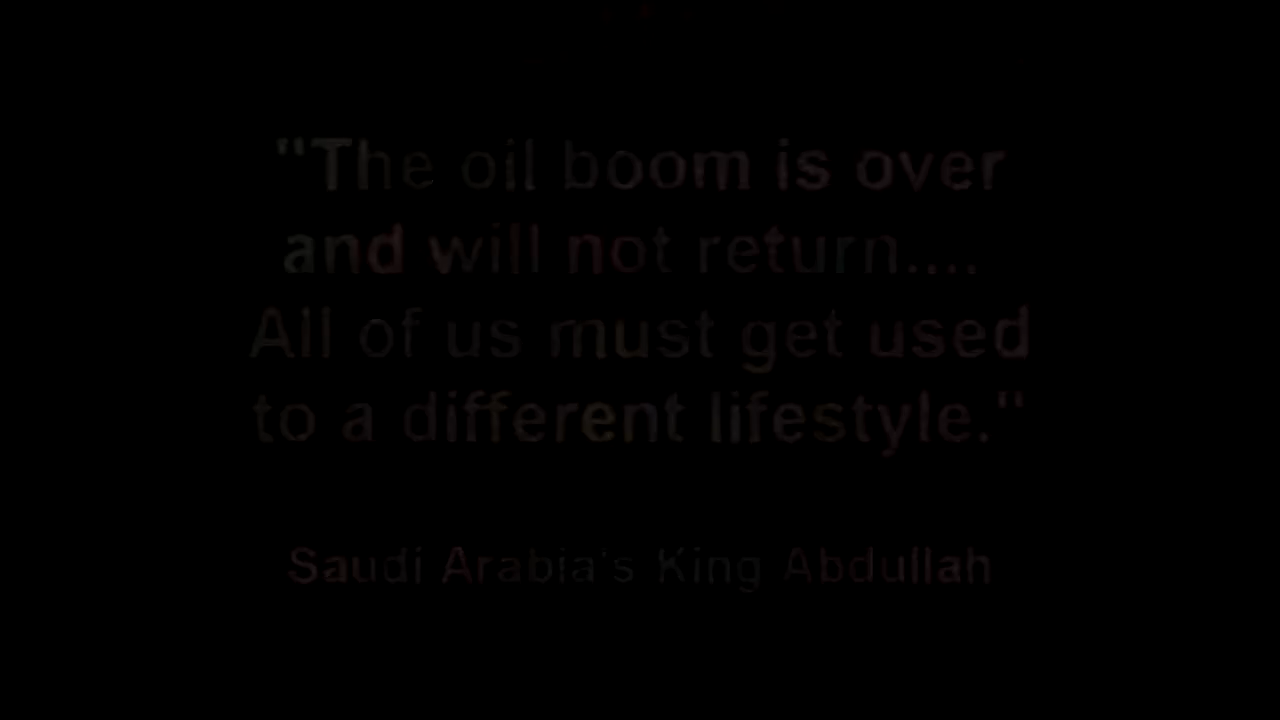 "The oil boom is over
and will not return....
All of us must get used
to a different lifestyle."
Saudi Arabia's King Abdullah